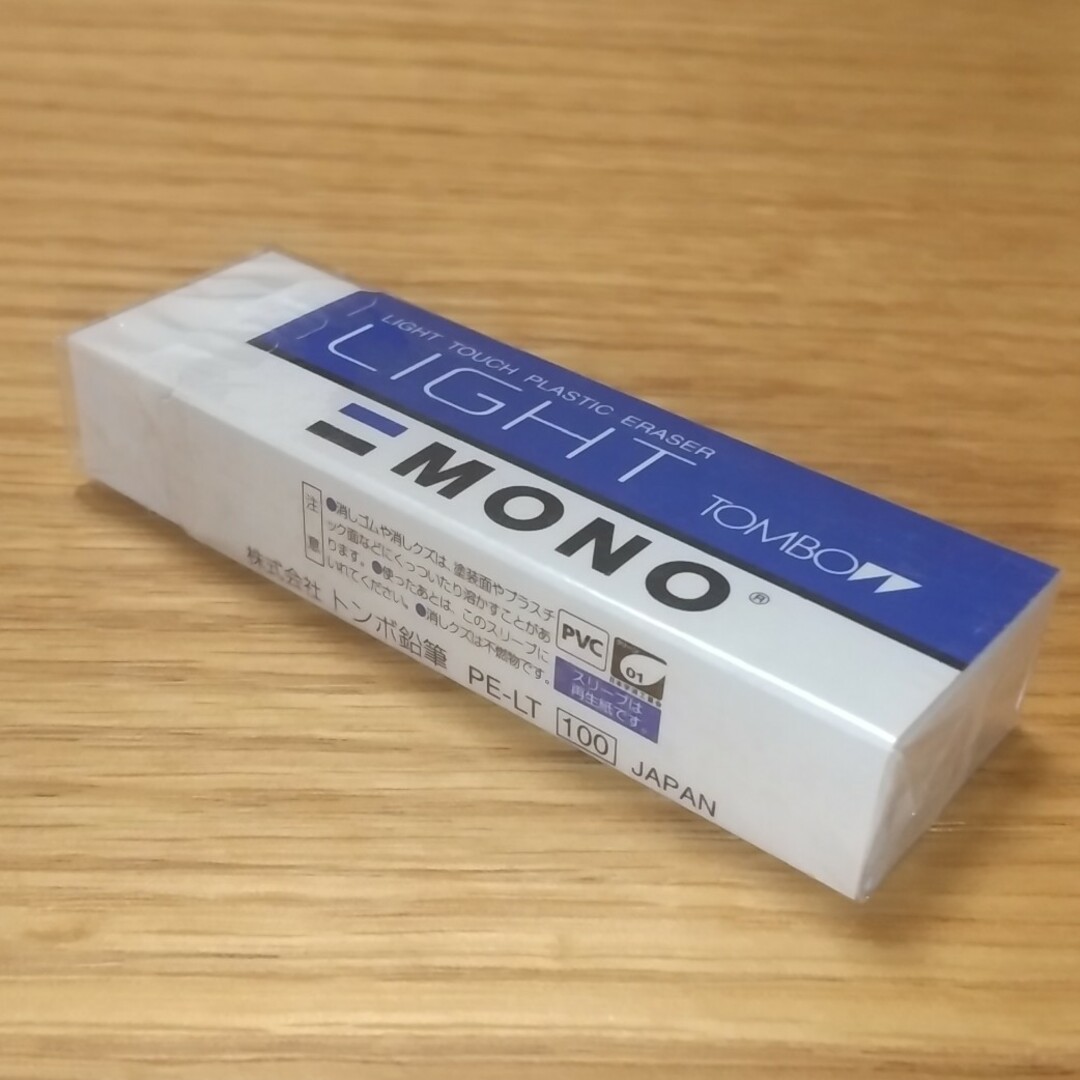 LIGHT TOUCH PLASTIC ERASER
LIGHT
TOMBOW
MONO®
注意
●消しゴムや消しクズは、塗装面やプラスチ
ック面などにくっついたり溶かすことがあ
ります。●使ったあとは、このスリーブに
いれてください。●消しクズは不燃物です。
株式会社 トンボ鉛筆 PE-LT 100 JAPAN
PVC
01
スリーブは
再生紙です。